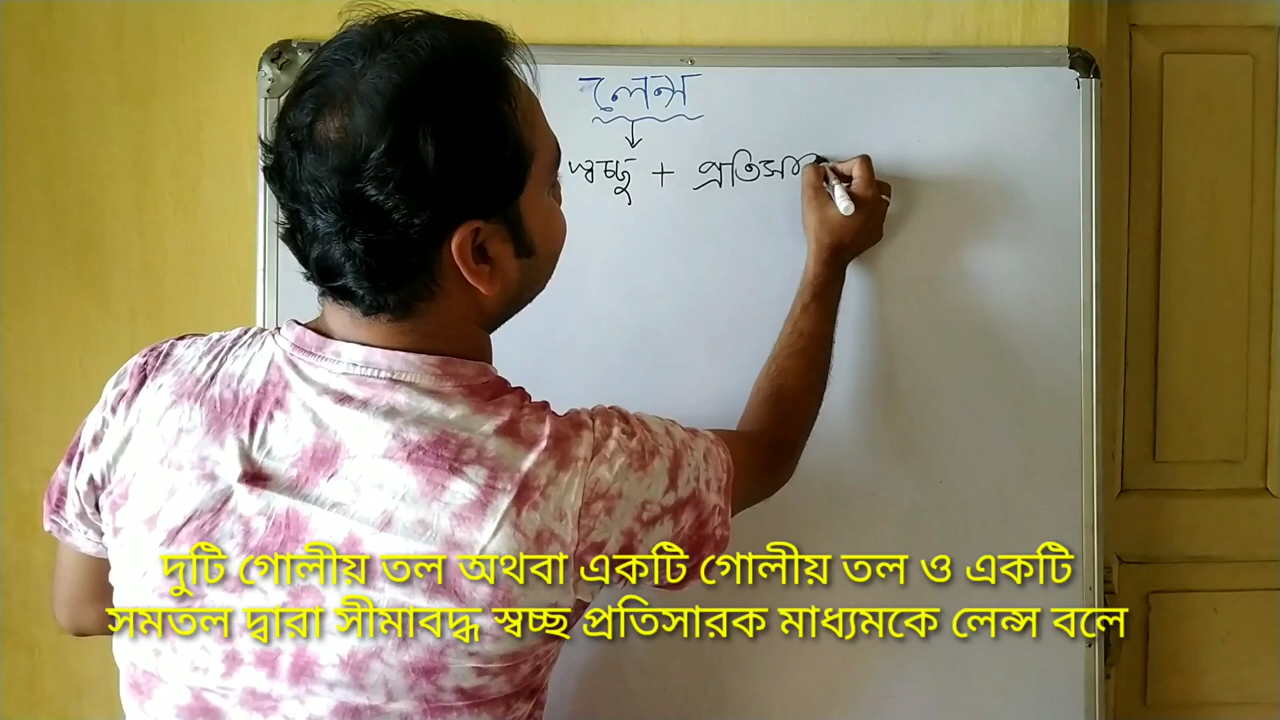 লেন্স
স্বচ্ছ + প্রতিসা
দুটি গোলীয় তল অথবা একটি গোলীয় তল ও একটি
সমতল দ্বারা সীমাবদ্ধ স্বচ্ছ প্রতিসারক মাধ্যমকে লেন্স বলে